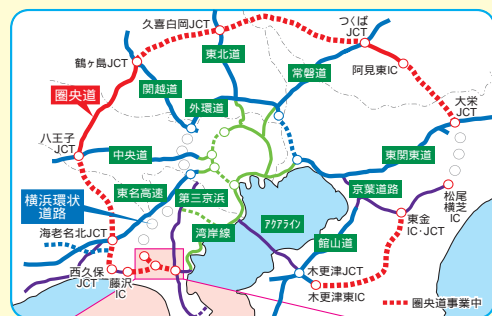 久喜白岡JCT
つくば
JCT
東北道
鶴ヶ島JCT
常磐道
阿見東IC
関越道
圏央道
外環道
大栄
JCT
八王子
JCT
中央道
東関東道
東名高速
第三京浜
京葉道路
横浜環状
道路
松尾
横芝
IC
東金
IC・JCT
アクアライン
海老名北JCT
湾岸線
館山道
西久保
JCT
藤沢
IC
木更津JCT
木更津東IC
圏央道事業中